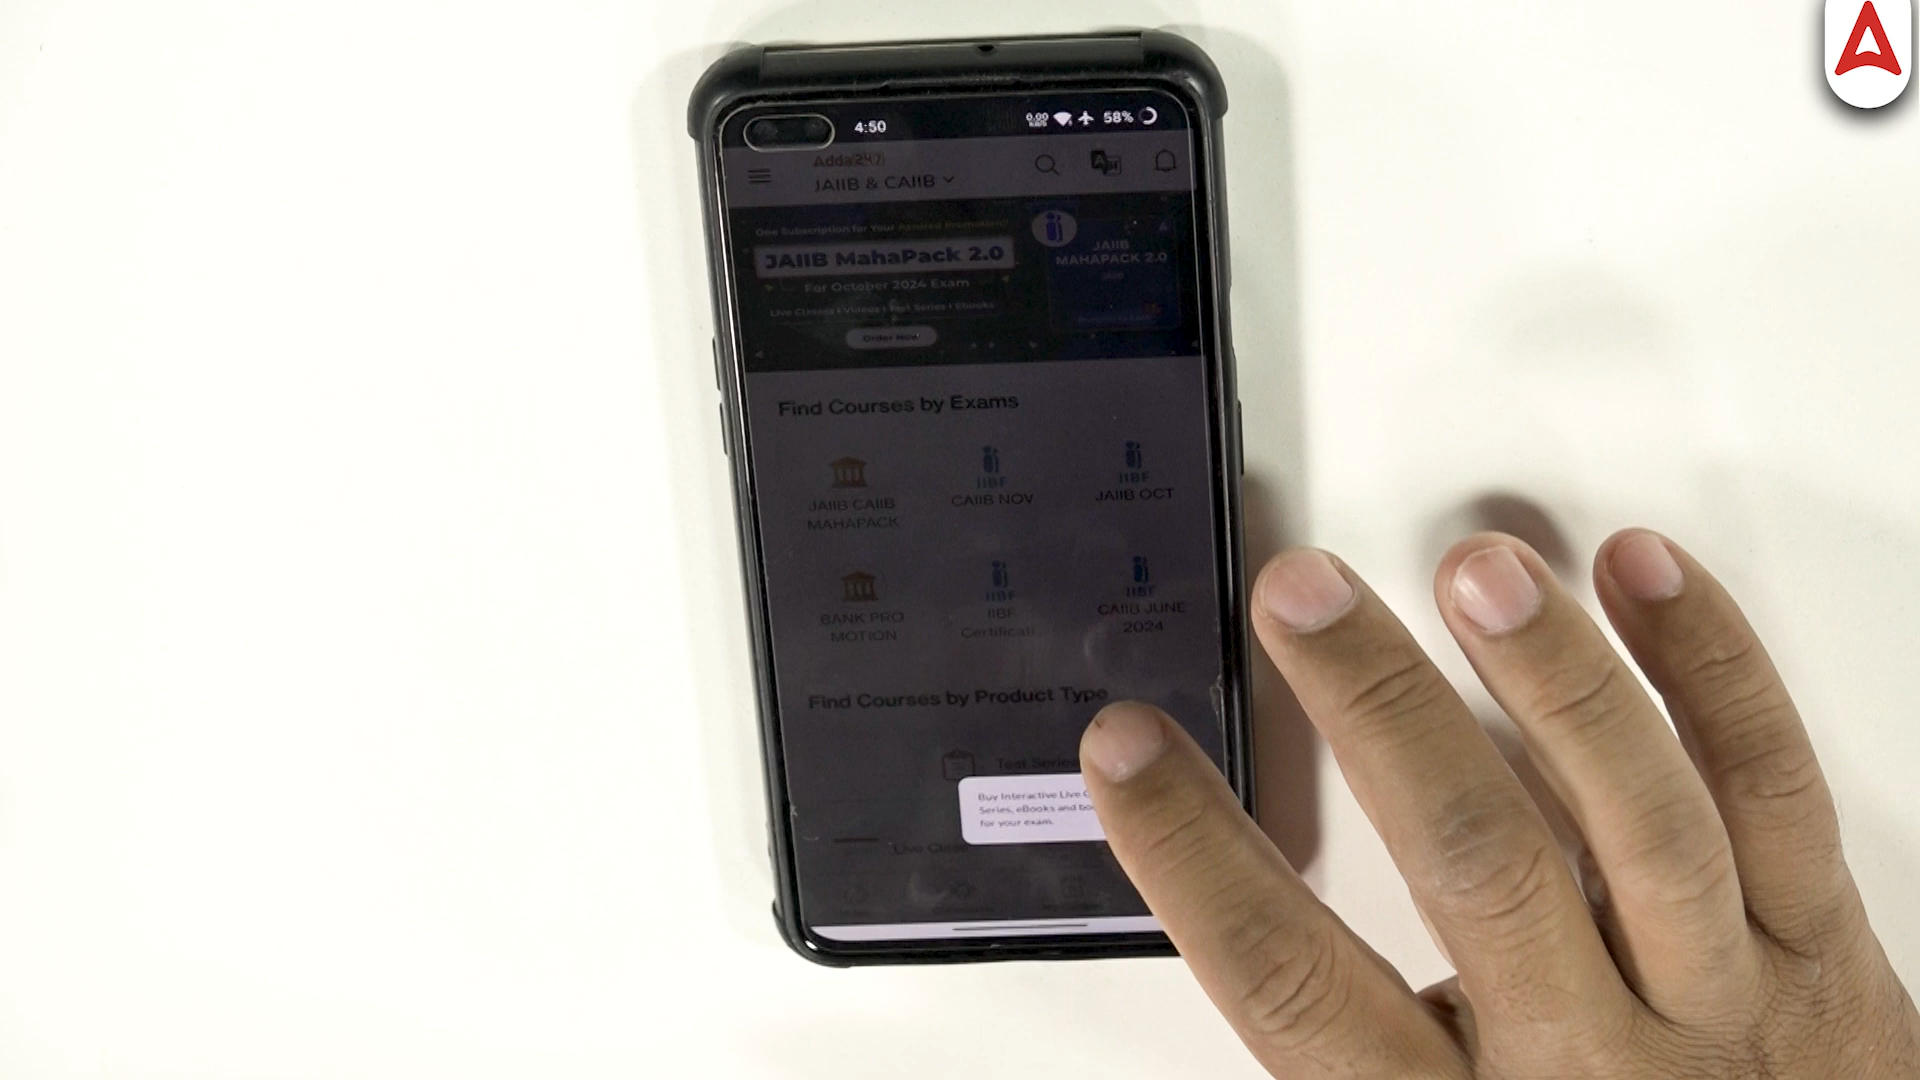 4:50
0.00
58%
Adda247
JAIIB & CAIIB
One Subscription for Your Assured Promotions!
JAIIB MahaPack 2.0
For October 2024 Exam
Live Classes | Videos | Test Series | Ebooks
Order Now
JAIIB
MAHAPACK 2.0
Find Courses by Exams
JAIIB CAIIB
MAHAPACK
IIBF
CAIIB NOV
IIBF
JAIIB OCT
BANK PRO
MOTION
IIBF
IIBF
Certificati
IIBF
CAIIB JUNE
2024
Find Courses by Product Type
Test Series
Buy Interactive Live
Series, eBooks and
for your exam.
Live Class